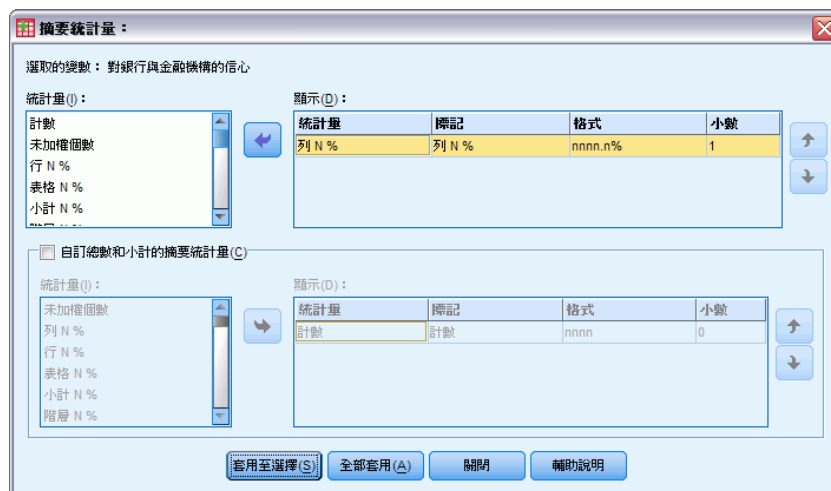 摘要統計量：
選取的變數： 對銀行與金融機構的信心
統計量(I)：
顯示(D)：
計數
未加權個數
行 N %
表格 N %
小計 N %
統計量 標記 格式 小數
列 N % 列 N % nnnn.n% 1
自訂總數和小計的摘要統計量(C)
統計量(I)：
顯示(D)：
未加權個數
列 N %
行 N %
表格 N %
小計 N %
階層 N %
統計量 標記 格式 小數
計數 計數 nnnn 0
套用至選擇(S) 全部套用(A) 關閉 輔助說明